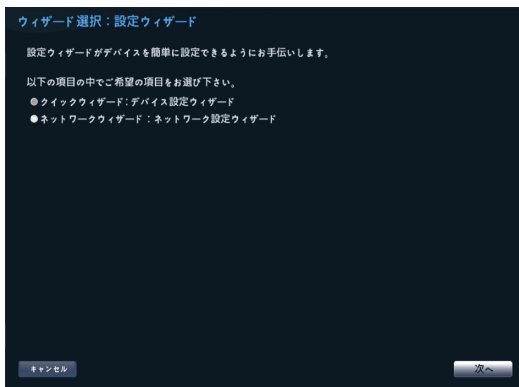 ウィザード選択：設定ウィザード
設定ウィザードがデバイスを簡単に設定できるようにお手伝いします。
以下の項目の中でご希望の項目をお選び下さい。
クイックウィザード：デバイス設定ウィザード
ネットワークウィザード：ネットワーク設定ウィザード
キャンセル
次へ